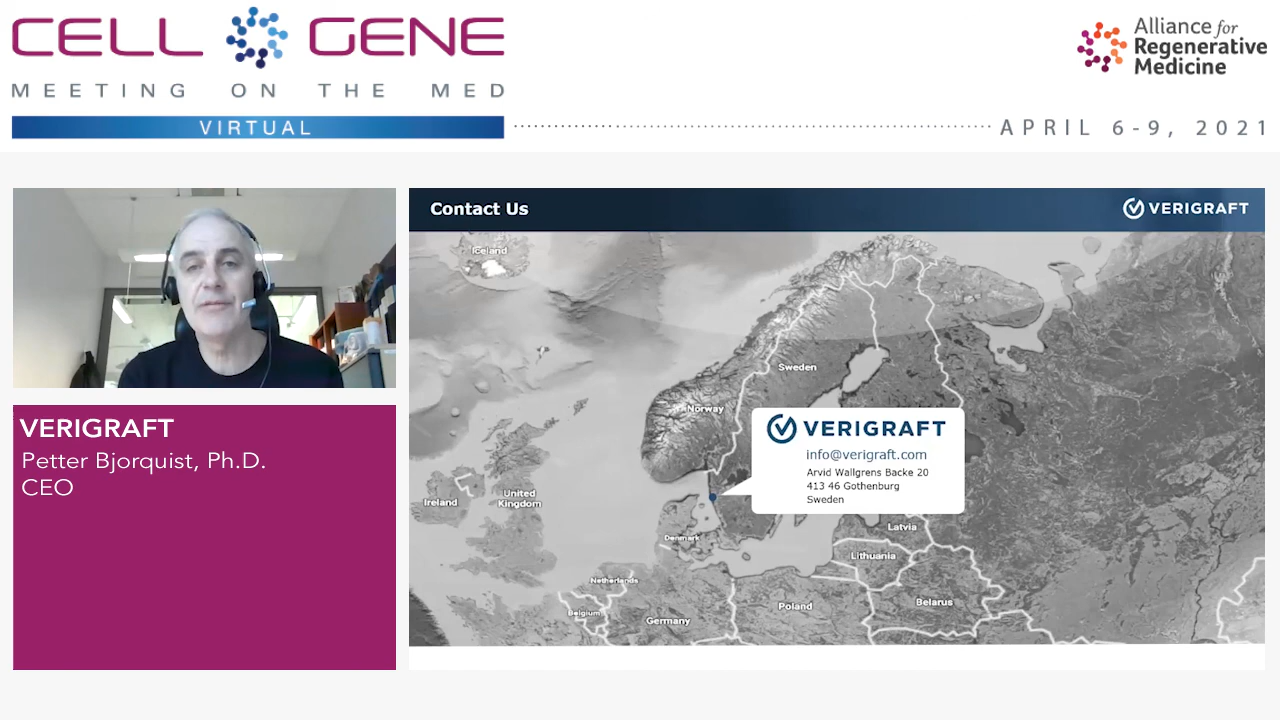 CELL GENE
MEETING ON THE MED
VIRTUAL
APRIL 6-9, 2021
Alliance for
Regenerative
Medicine
Contact Us
VERIGRAFT
Iceland
Sweden
Norway
VERIGRAFT
info@verigraft.com
Arvid Wallgrens Backe 20
413 46 Gothenburg
Sweden
Ireland
United
Kingdom
Denmark
Latvia
Lithuania
Netherlands
Belgium
Germany
Poland
Belarus
VERIGRAFT
Petter Bjorquist, Ph.D.
CEO